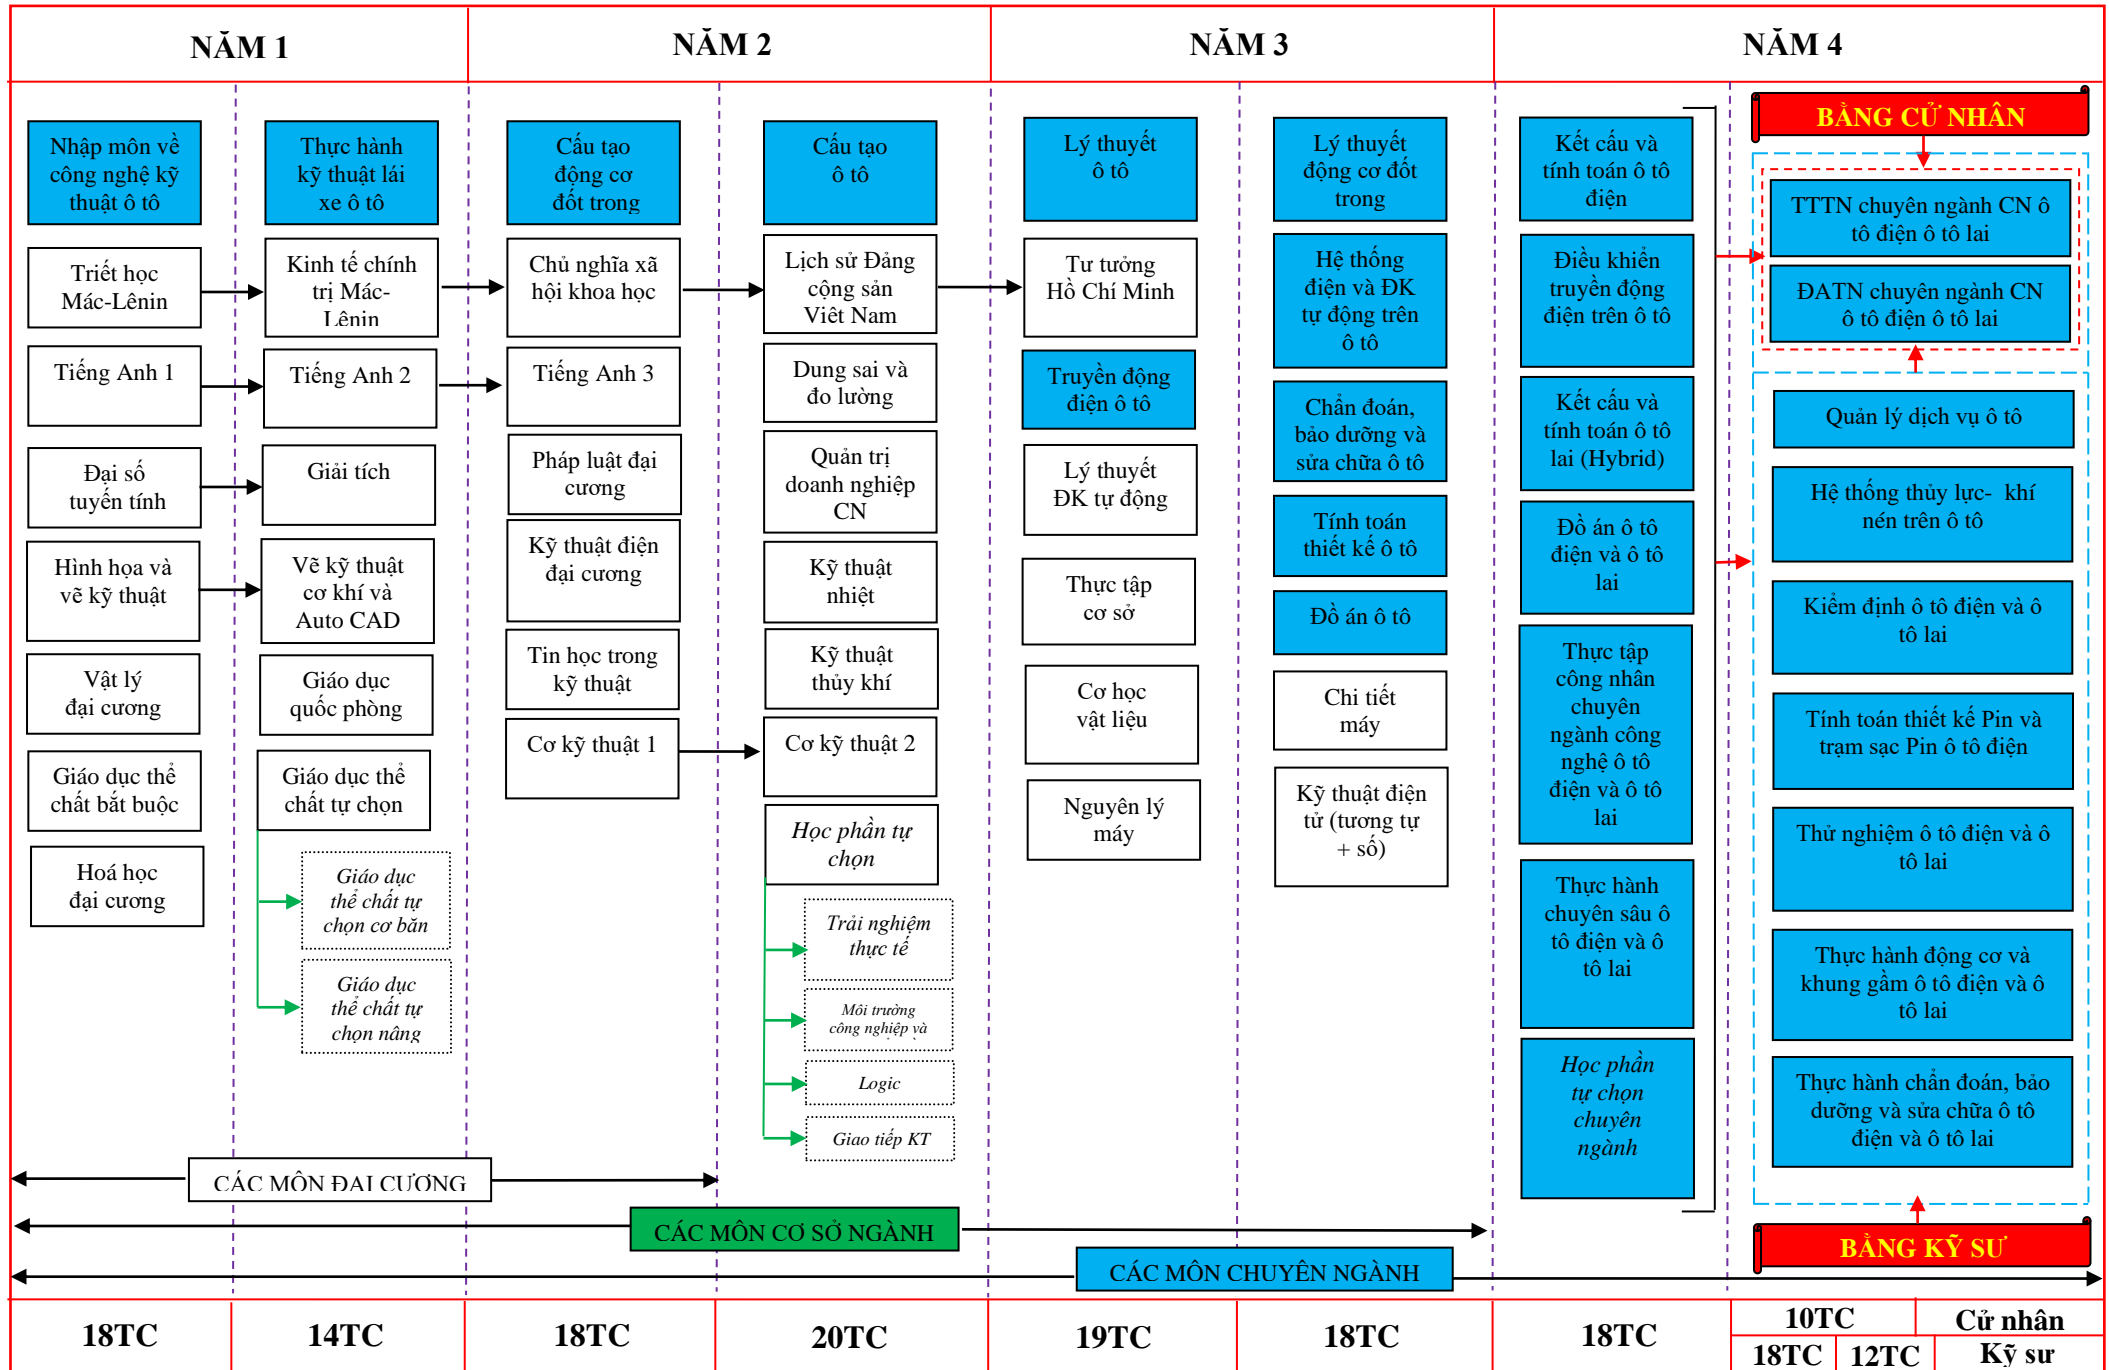 NĂM 1
NĂM 2
NĂM 3
NĂM 4
Nhập môn về
công nghệ kỹ
thuật ô tô
Triết học
Mác-Lênin
Tiếng Anh 1
Đại số
tuyến tính
Hình họa và
vẽ kỹ thuật
Vật lý
đại cương
Giáo dục thể
chất bắt buộc
Hoá học
đại cương
Thực hành
kỹ thuật lái
xe ô tô
Kinh tế chính
trị Mác-
Lênin
Tiếng Anh 2
Giải tích
Vẽ kỹ thuật
cơ khí và
Auto CAD
Giáo dục
quốc phòng
Giáo dục thể
chất tự chọn
Giáo dục
thể chất tự
chọn cơ bản
Giáo dục
thể chất tự
chọn nâng
Cấu tạo
động cơ
đốt trong
Chủ nghĩa xã
hội khoa học
Tiếng Anh 3
Pháp luật đại
cương
Kỹ thuật điện
đại cương
Tin học trong
kỹ thuật
Cơ kỹ thuật 1
Cấu tạo
ô tô
Lịch sử Đảng
cộng sản
Việt Nam
Dung sai và
đo lường
Quản trị
doanh nghiệp
CN
Kỹ thuật
nhiệt
Kỹ thuật
thủy khí
Cơ kỹ thuật 2
Học phần tự
chọn
Trải nghiệm
thực tế
Môi trường
công nghiệp và
Logic
Giao tiếp KT
Lý thuyết
ô tô
Tư tưởng
Hồ Chí Minh
Truyền động
điện ô tô
Lý thuyết
ĐK tự động
Thực tập
cơ sở
Cơ học
vật liệu
Nguyên lý
máy
Lý thuyết
động cơ đốt
trong
Hệ thống
điện và ĐK
tự động trên
ô tô
Chẩn đoán,
bảo dưỡng và
sửa chữa ô tô
Tính toán
thiết kế ô tô
Đồ án ô tô
Chi tiết
máy
Kỹ thuật điện
tử (tương tự
+ số)
Kết cấu và
tính toán ô tô
điện
Điều khiển
truyền động
điện trên ô tô
Kết cấu và
tính toán ô tô
lai (Hybrid)
Đồ án ô tô
điện và ô tô
lai
Thực tập
công nhân
chuyên
ngành công
nghệ ô tô
điện và ô tô
lai
Thực hành
chuyên sâu ô
tô điện và ô
tô lai
Học phần
tự chọn
chuyên
ngành
BẰNG CỬ NHÂN
TTTN chuyên ngành CN ô
tô điện ô tô lai
ĐATN chuyên ngành CN
ô tô điện ô tô lai
Quản lý dịch vụ ô tô
Hệ thống thủy lực- khí
nén trên ô tô
Kiểm định ô tô điện và ô
tô lai
Tính toán thiết kế Pin và
trạm sạc Pin ô tô điện
Thử nghiệm ô tô điện và ô
tô lai
Thực hành động cơ và
khung gầm ô tô điện và ô
tô lai
Thực hành chẩn đoán, bảo
dưỡng và sửa chữa ô tô
điện và ô tô lai
BẰNG KỸ SƯ
CÁC MÔN ĐẠI CƯƠNG
CÁC MÔN CƠ SỞ NGÀNH
CÁC MÔN CHUYÊN NGÀNH
18TC
14TC
18TC
20TC
19TC
18TC
18TC
10TC
Cử nhân
18TC
12TC
Kỹ sư